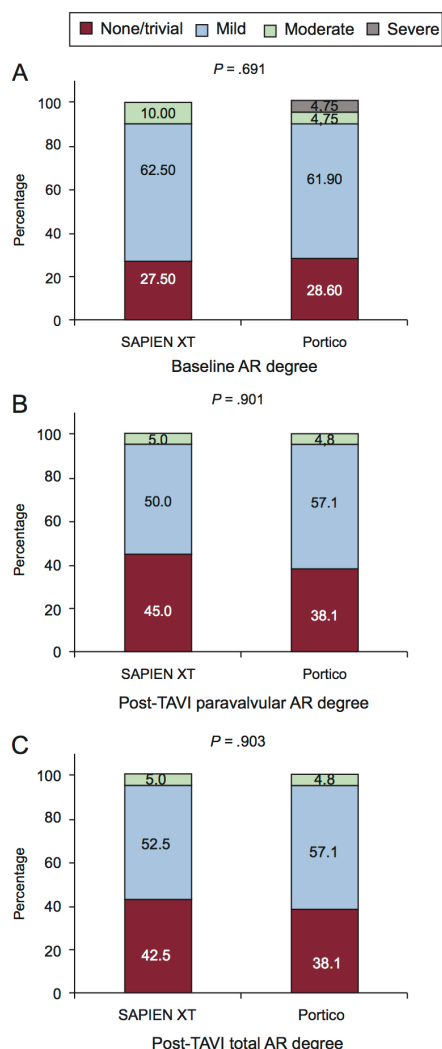 None/trivial Mild Moderate Severe
A
P = .691
Percentage
100
80
60
40
20
0
10.00
62.50
27.50
4,75
4,75
61.90
28.60
SAPIEN XT Portico
Baseline AR degree
B
P = .901
Percentage
100
80
60
40
20
0
5.0
50.0
45.0
4,8
57.1
38.1
SAPIEN XT Portico
Post-TAVI paravalvular AR degree
C
P = .903
Percentage
100
80
60
40
20
0
5.0
52.5
42.5
4.8
57.1
38.1
SAPIEN XT Portico
Post-TAVI total AR degree